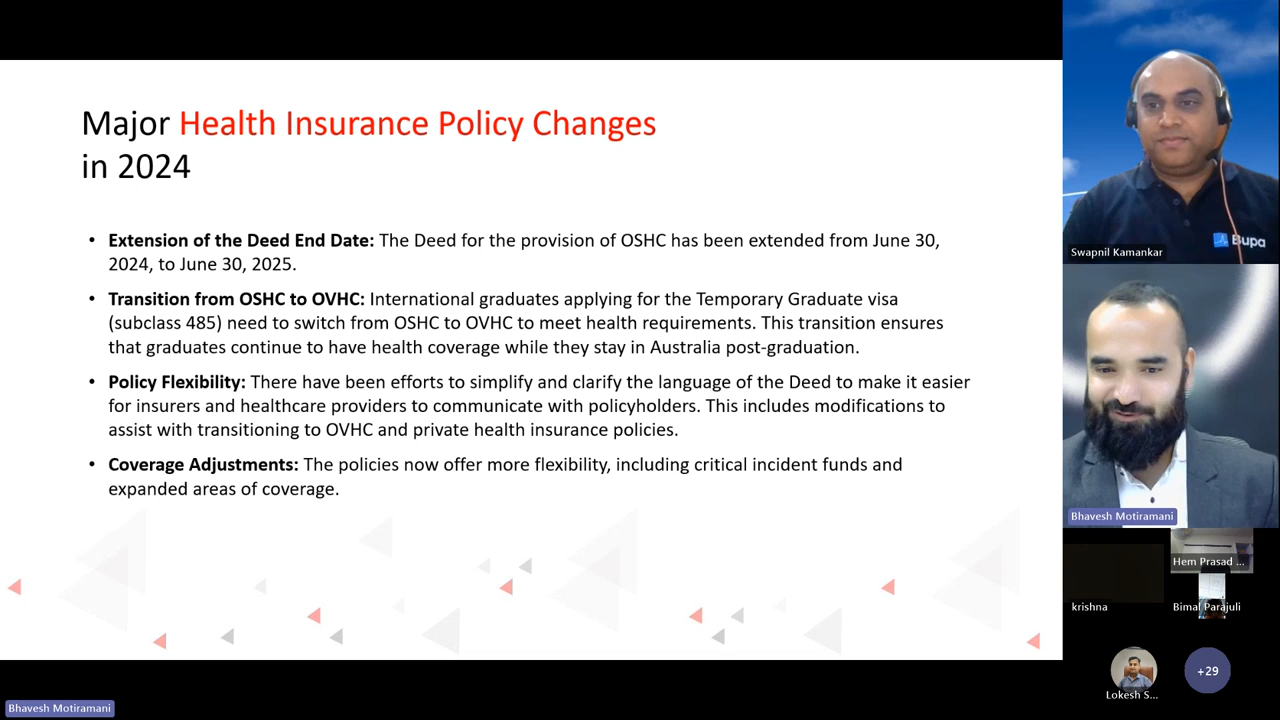 Major Health Insurance Policy Changes
in 2024
• Extension of the Deed End Date: The Deed for the provision of OSHC has been extended from June 30,
2024, to June 30, 2025.
• Transition from OSHC to OVHC: International graduates applying for the Temporary Graduate visa
(subclass 485) need to switch from OSHC to OVHC to meet health requirements. This transition ensures
that graduates continue to have health coverage while they stay in Australia post-graduation.
• Policy Flexibility: There have been efforts to simplify and clarify the language of the Deed to make it easier
for insurers and healthcare providers to communicate with policyholders. This includes modifications to
assist with transitioning to OVHC and private health insurance policies.
• Coverage Adjustments: The policies now offer more flexibility, including critical incident funds and
expanded areas of coverage.
Bupa
Swapnil Kamankar
Bhavesh Motiramani
Hem Prasad ...
krishna
Bimal Parajuli
Lokesh S...
+29
Bhavesh Motiramani